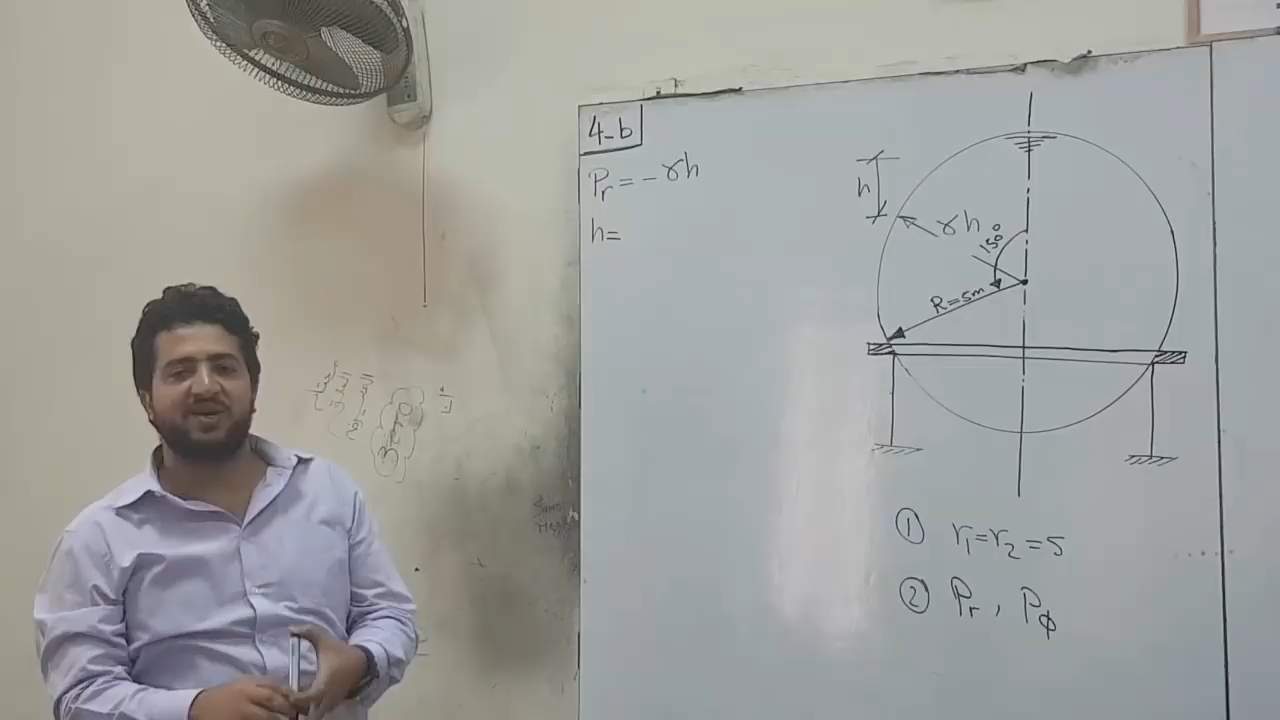 4-b
Pr = - γh
h=
h
γh
150°
R=5m
① r₁=r₂=5
② Pr , Pϕ